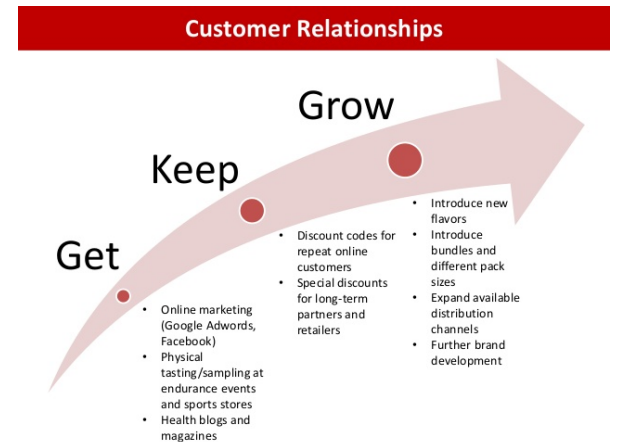 Customer Relationships
Get
• Online marketing
(Google Adwords,
Facebook)
• Physical
tasting/sampling at
endurance events
and sports stores
• Health blogs and
magazines
Keep
• Discount codes for
repeat online
customers
• Special discounts
for long-term
partners and
retailers
Grow
• Introduce new
flavors
• Introduce
bundles and
different pack
sizes
• Expand available
distribution
channels
• Further brand
development